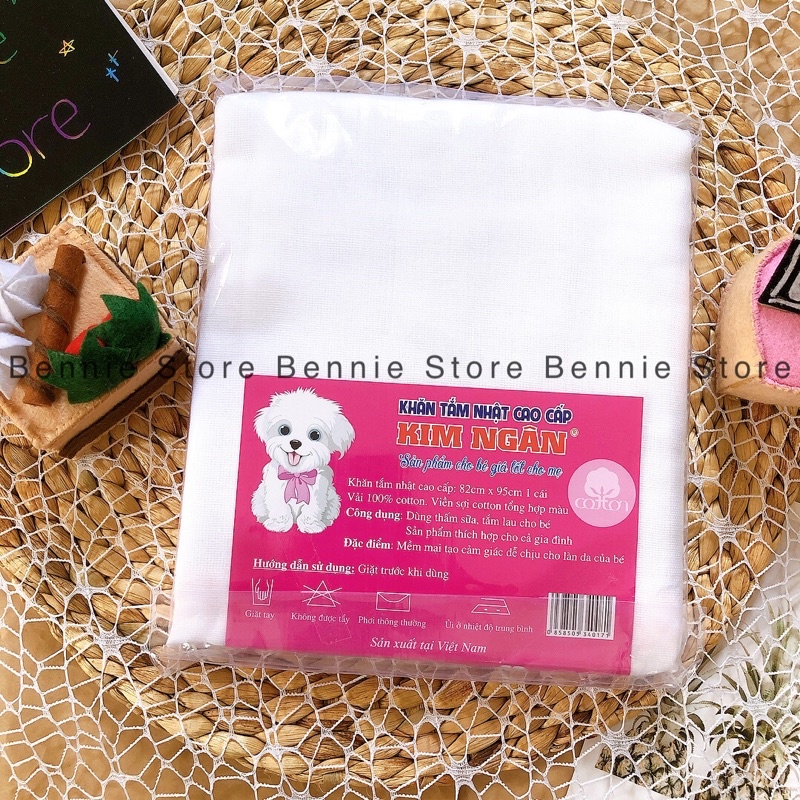 ore
Bennie Store Bennie Store Bennie Store
KHĂN TẮM NHẬT CAO CẤP
KIM NGÂN®
Sản phẩm cho bé giá tốt cho mẹ
cotton
Khăn tắm nhật cao cấp: 82cm x 95cm 1 cái
Vải 100% cotton. Viền sợi cotton tổng hợp màu
Công dụng: Dùng thấm sữa, tắm lau cho bé
Sản phẩm thích hợp cho cả gia đình
Đặc điểm: Mềm mại tạo cảm giác dễ chịu cho làn da của bé
Hướng dẫn sử dụng: Giặt trước khi dùng
Giặt tay Không được tẩy Phơi thông thường Ủi ở nhiệt độ trung bình
0 858509 340171
Sản xuất tại Việt Nam